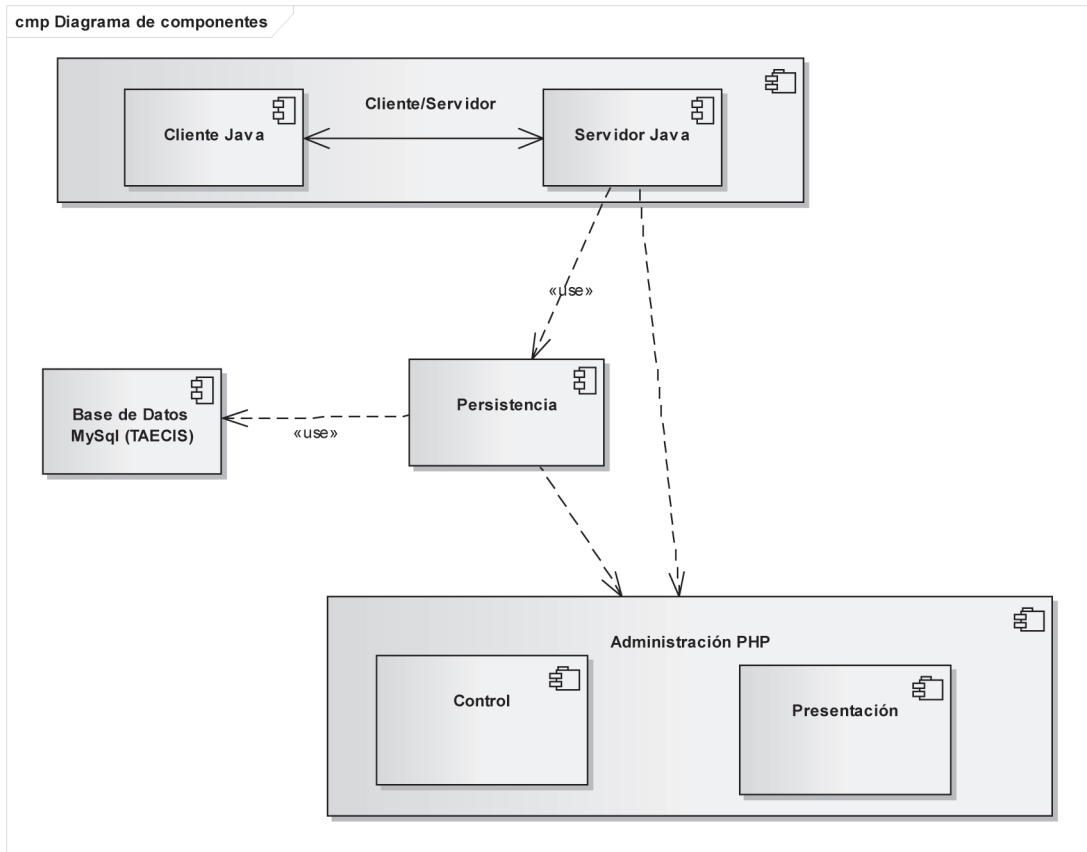 cmp Diagrama de componentes
Cliente/Servidor
Cliente Java
Servidor Java
«use»
Persistencia
Base de Datos
MySql (TAECIS)
«use»
Administración PHP
Control
Presentación